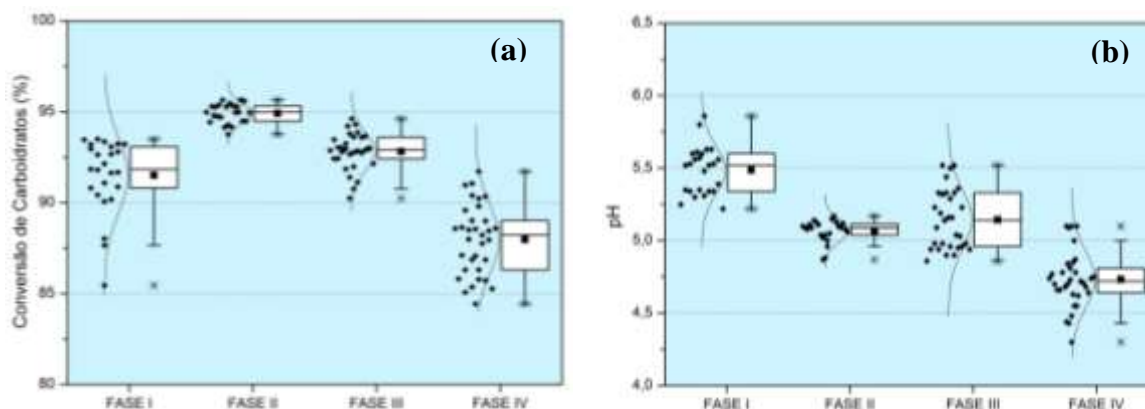 (a)
Conversão de Carboidratos (%)
100
95
90
85
80
FASE I FASE II FASE III FASE IV
(b)
pH
6,5
6,0
5,5
5,0
4,5
4,0
FASE I FASE II FASE III FASE IV